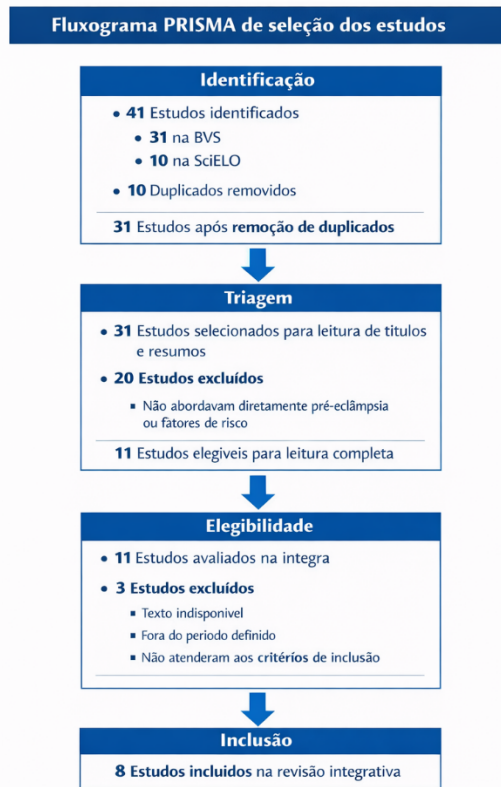 Fluxograma PRISMA de seleção dos estudos
Identificação
• 41 Estudos identificados
• 31 na BVS
• 10 na SciELO
• 10 Duplicados removidos
31 Estudos após remoção de duplicados
Triagem
• 31 Estudos selecionados para leitura de titulos
e resumos
• 20 Estudos excluídos
▪ Não abordavam diretamente pré-eclâmpsia
ou fatores de risco
11 Estudos elegiveis para leitura completa
Elegibilidade
• 11 Estudos avaliados na integra
• 3 Estudos excluídos
▪ Texto indisponivel
▪ Fora do periodo definido
▪ Não atenderam aos critérios de inclusão
Inclusão
8 Estudos incluidos na revisão integrativa